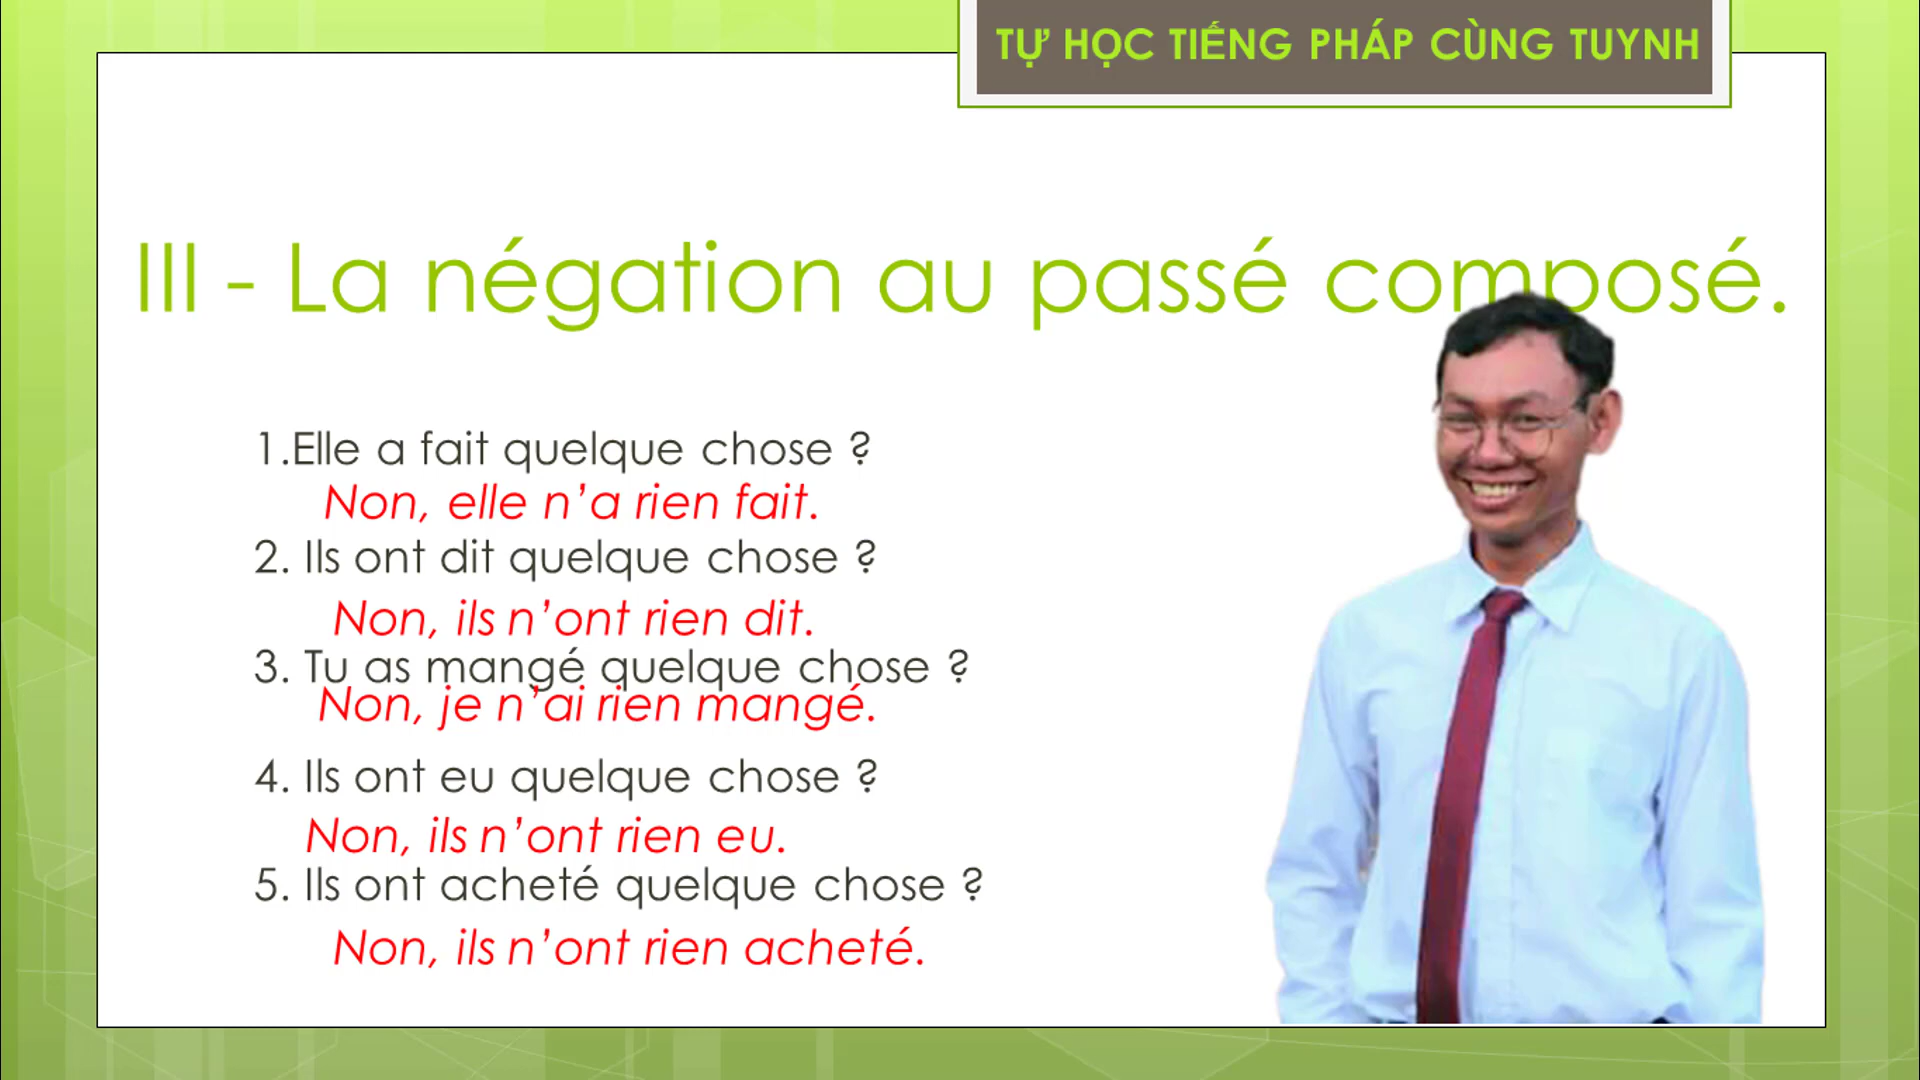 TỰ HỌC TIẾNG PHÁP CÙNG TUYNH
III - La négation au passé composé.
1.Elle a fait quelque chose ?
Non, elle n’a rien fait.
2. Ils ont dit quelque chose ?
Non, ils n’ont rien dit.
3. Tu as mangé quelque chose ?
Non, je n’ai rien mangé.
4. Ils ont eu quelque chose ?
Non, ils n’ont rien eu.
5. Ils ont acheté quelque chose ?
Non, ils n’ont rien acheté.